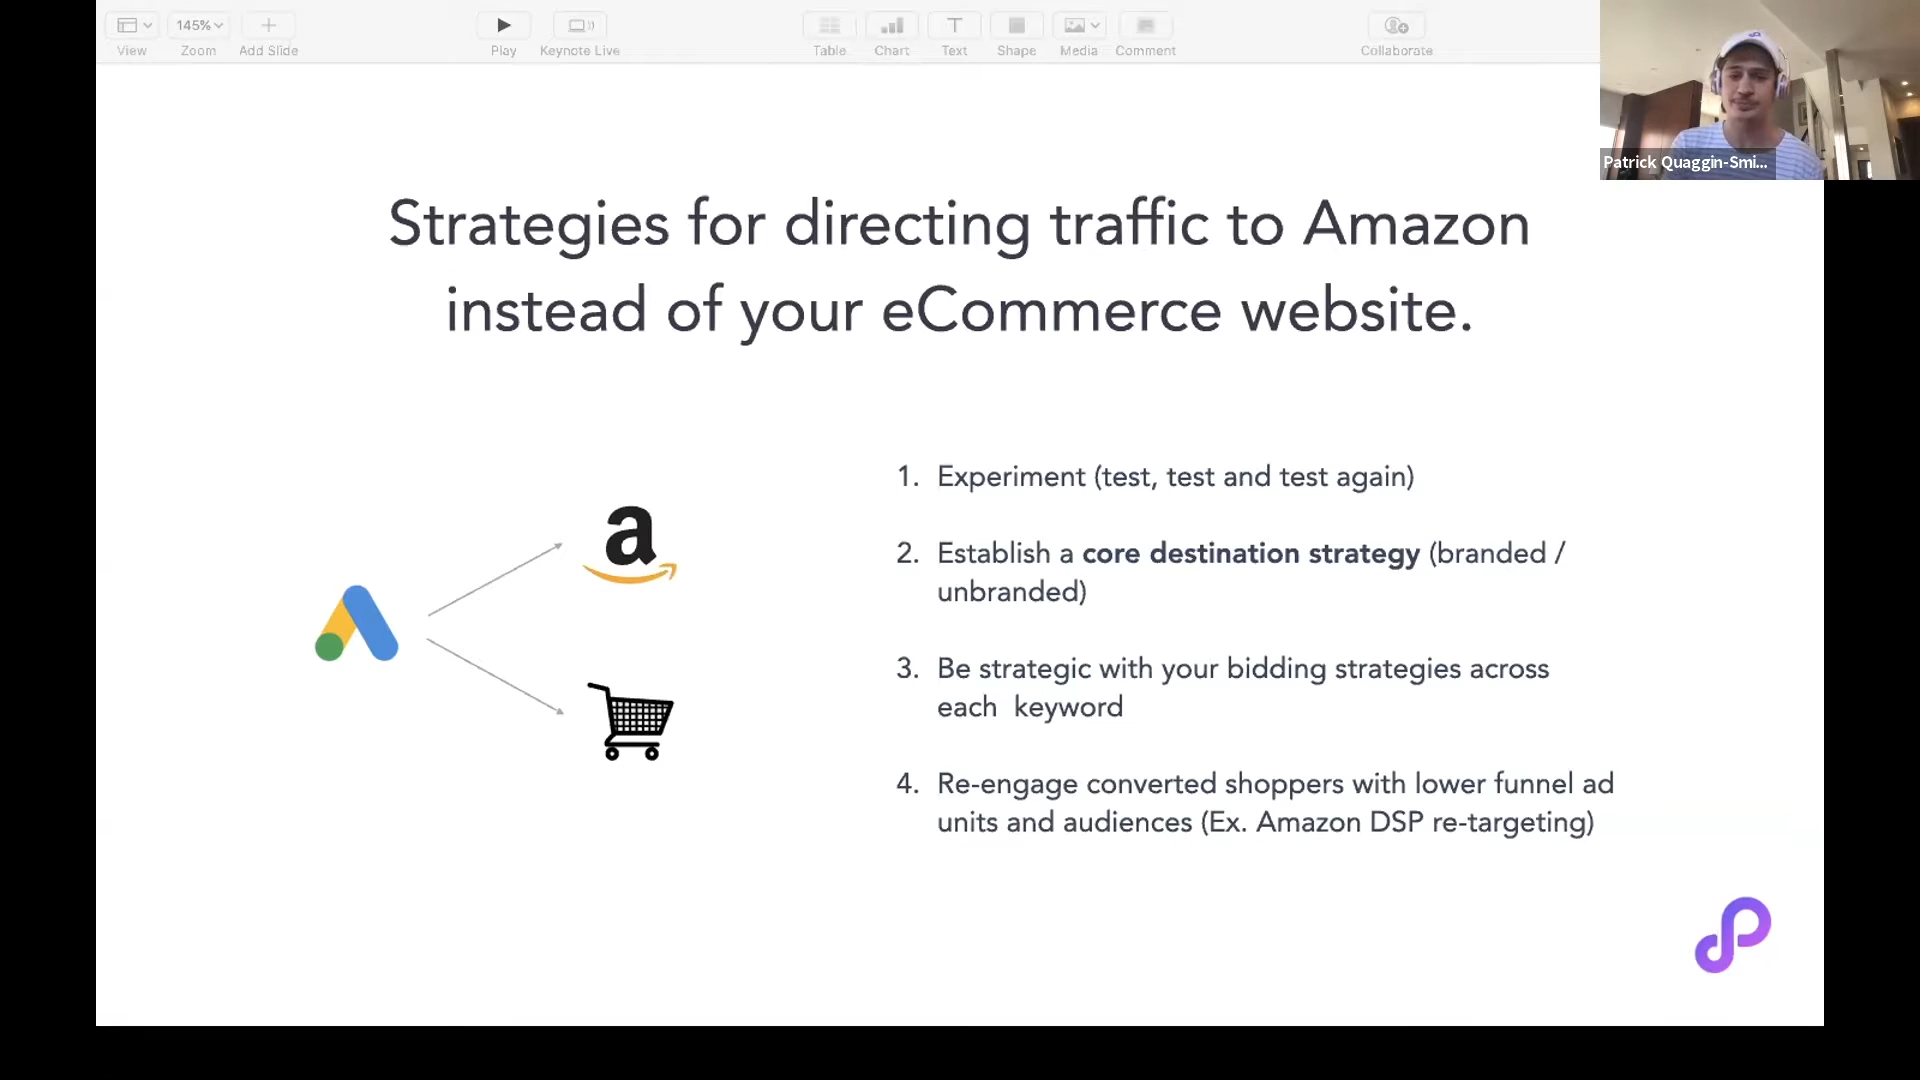 145%
View
Zoom
Add Slide
Play
Keynote Live
Table
Chart
Text
Shape
Media
Comment
Collaborate
Patrick Quaggin-Smi...
Strategies for directing traffic to Amazon
instead of your eCommerce website.
1. Experiment (test, test and test again)
2. Establish a core destination strategy (branded /
unbranded)
3. Be strategic with your bidding strategies across
each keyword
4. Re-engage converted shoppers with lower funnel ad
units and audiences (Ex. Amazon DSP re-targeting)